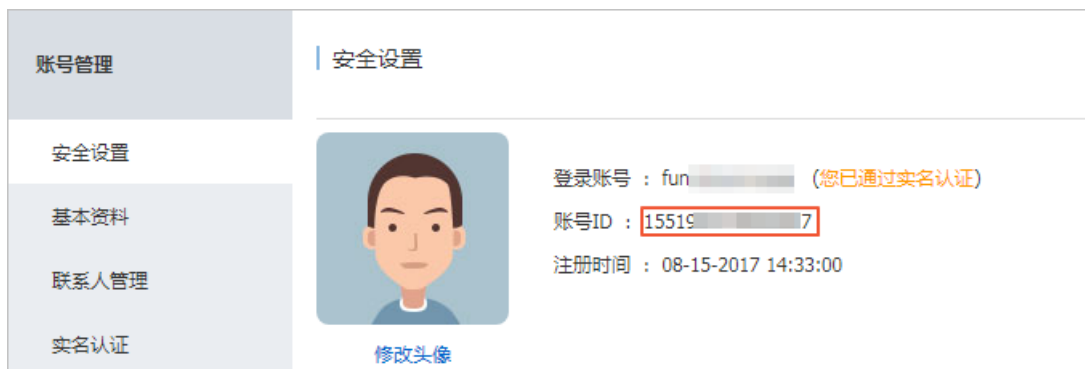 账号管理
安全设置
安全设置
基本资料
联系人管理
实名认证
修改头像
登录账号 : fun (您已通过实名认证)
账号ID : 15519 7
注册时间 : 08-15-2017 14:33:00